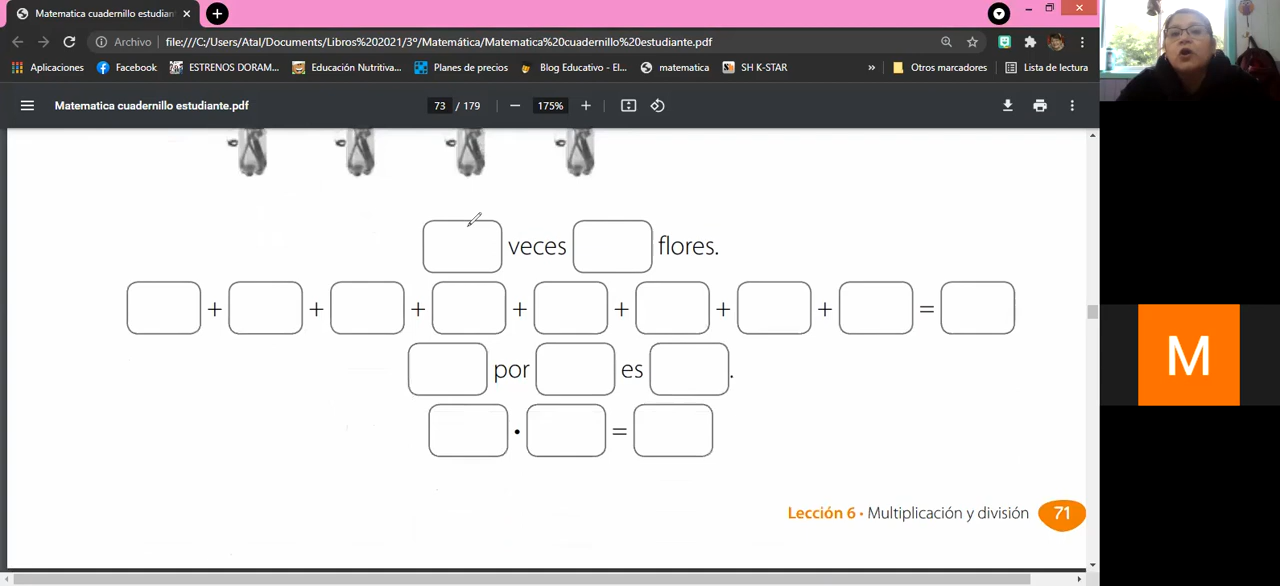 Matematica cuadernillo estudian
Archivo file:///C:/Users/Atal/Documents/Libros%202021/3º/Matemática/Matematica%20cuadernillo%20estudiante.pdf
Aplicaciones Facebook ESTRENOS DORAM... Educación Nutritiva... Planes de precios Blog Educativo - El... matematica SH K-STAR » Otros marcadores Lista de lectura
Matematica cuadernillo estudiante.pdf 73 / 179 − 175% +
veces flores.
+ + + + + + + =
por es .
• =
Lección 6 • Multiplicación y división 71
M